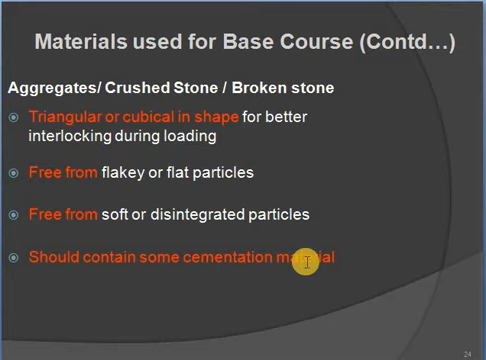 Materials used for Base Course (Contd…)
Aggregates/ Crushed Stone / Broken stone
Triangular or cubical in shape for better
interlocking during loading
Free from flakey or flat particles
Free from soft or disintegrated particles
Should contain some cementation material
24